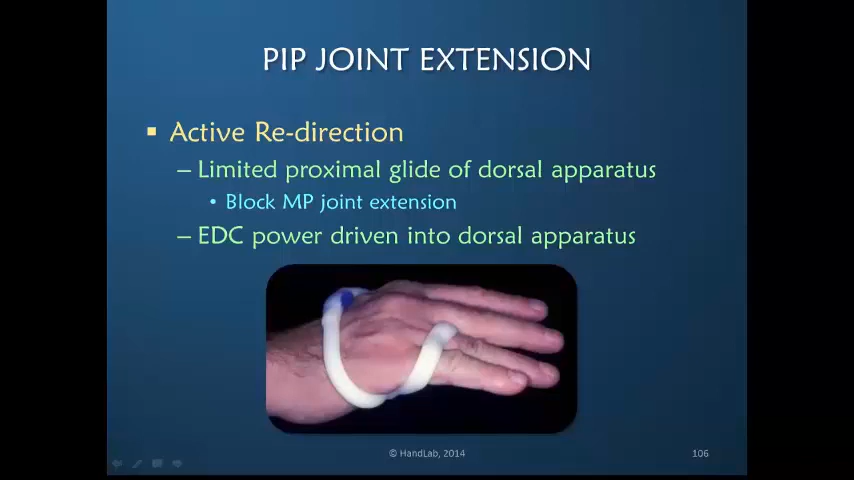 PIP JOINT EXTENSION
▪ Active Re-direction
– Limited proximal glide of dorsal apparatus
• Block MP joint extension
– EDC power driven into dorsal apparatus
© HandLab, 2014
106